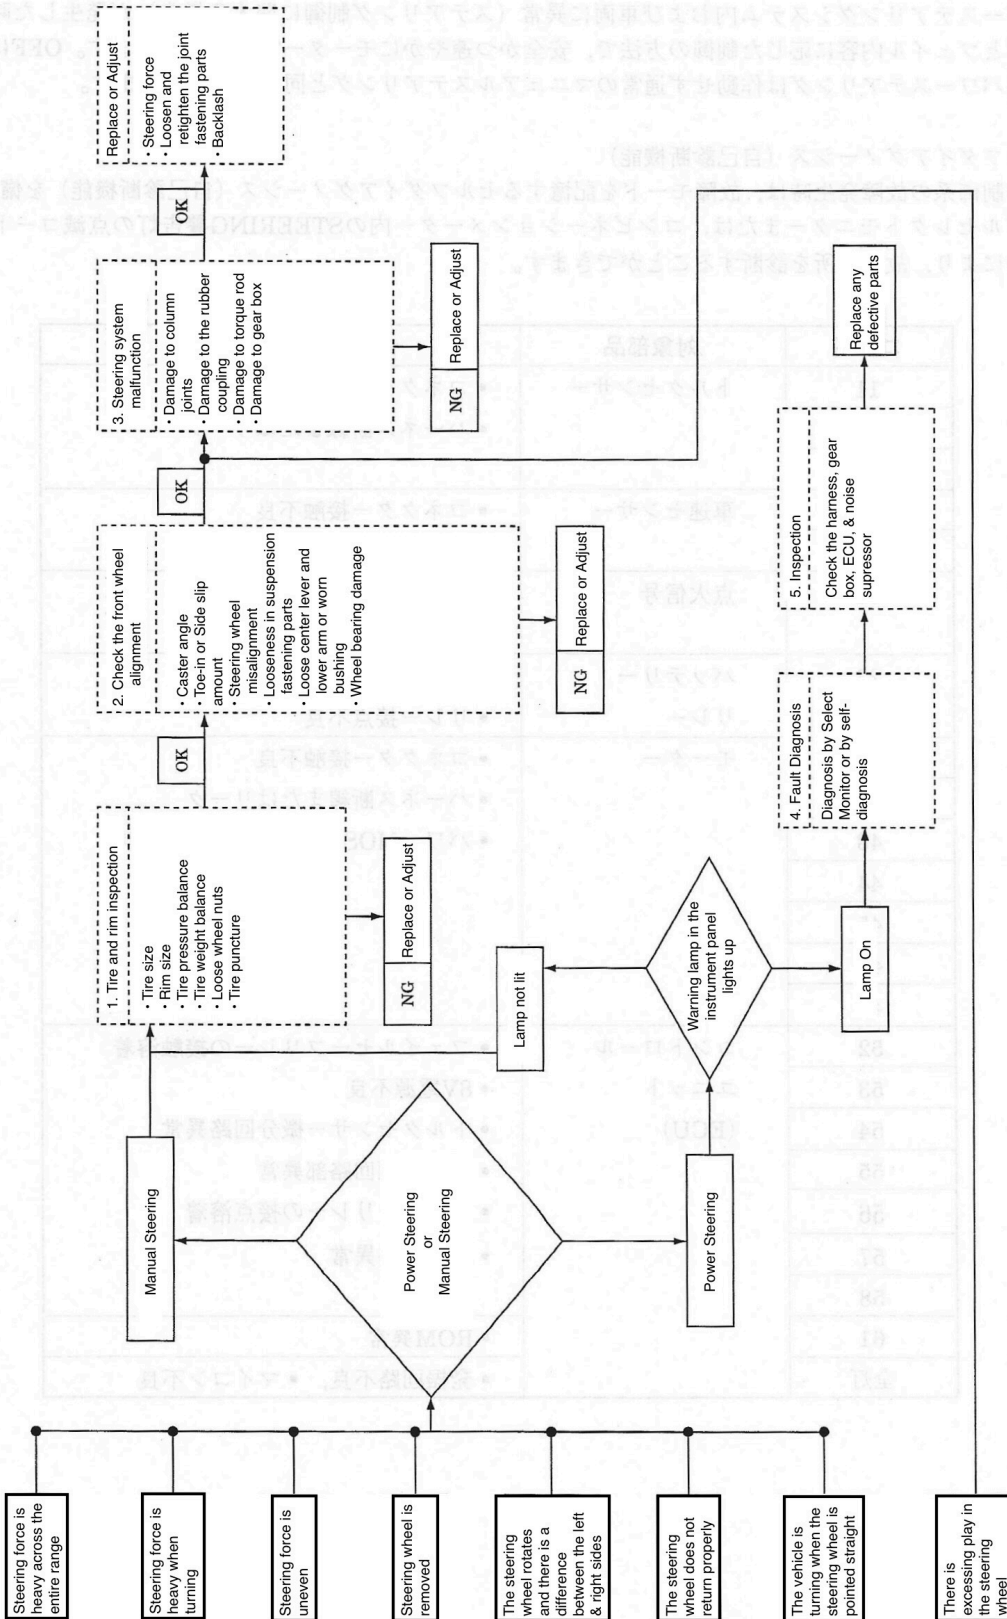 Steering force is
heavy across the
entire range
Steering force is
heavy when
turning
Steering force is
uneven
Steering wheel is
removed
The steering
wheel rotates
and there is a
difference
between the left
& right sides
The steering
wheel does not
return properly
The vehicle is
turning when the
steering wheel is
pointed straight
There is
excessing play in
the steering
wheel
Power Steering
or
Manual Steering
Manual Steering
Power Steering
1. Tire and rim inspection
• Tire size
• Rim size
• Tire pressure balance
• Tire weight balance
• Loose wheel nuts
• Tire puncture
NG
Replace or Adjust
Lamp not lit
Warning lamp in the
instrument panel
lights up
Lamp On
OK
2. Check the front wheel
alignment
• Caster angle
• Toe-in or Side slip
amount
• Steering wheel
misalignment
• Looseness in suspension
fastening parts
• Loose center lever and
lower arm or worn
bushing
• Wheel bearing damage
NG
Replace or Adjust
4. Fault Diagnosis
Diagnosis by Select
Monitor or by self-
diagnosis
OK
3. Steering system
malfunction
• Damage to column
joints
• Damage to the rubber
coupling
• Damage to torque rod
• Damage to gear box
NG
Replace or Adjust
5. Inspection
Check the harness, gear
box, ECU, & noise
supressor
OK
Replace or Adjust
• Steering force
• Loosen and
retighten the joint
fastening parts
• Backlash
Replace any
defective parts